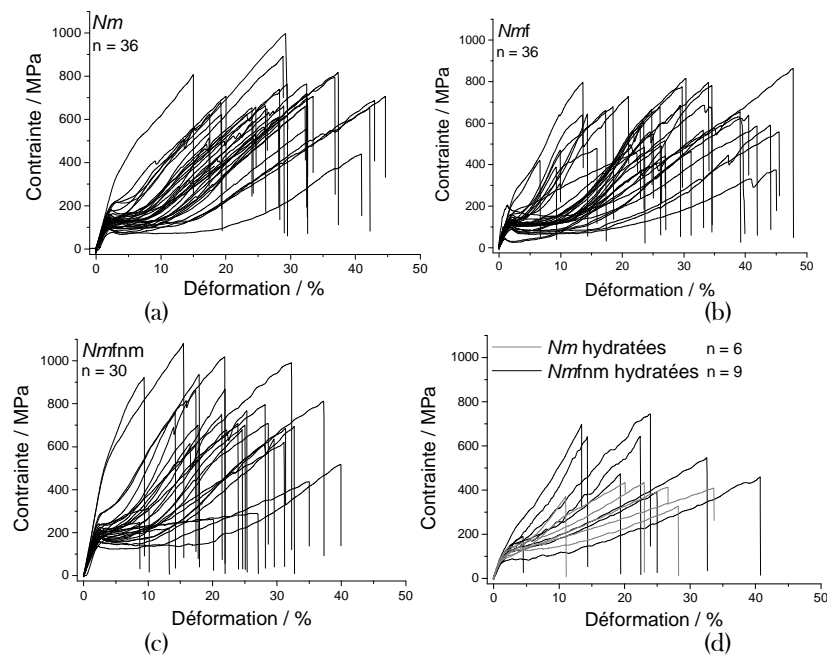 Nm
n = 36
Contrainte / MPa
1000
800
600
400
200
0
0 10 20 30 40 50
Déformation / %
(a)
Nmf
n = 36
Contrainte / MPa
1000
800
600
400
200
0
0 10 20 30 40 50
Déformation / %
(b)
Nmfnm
n = 30
Contrainte / MPa
1000
800
600
400
200
0
0 10 20 30 40 50
Déformation / %
(c)
Nm hydratées n = 6
Nmfnm hydratées n = 9
Contrainte / MPa
1000
800
600
400
200
0
0 10 20 30 40 50
Déformation / %
(d)